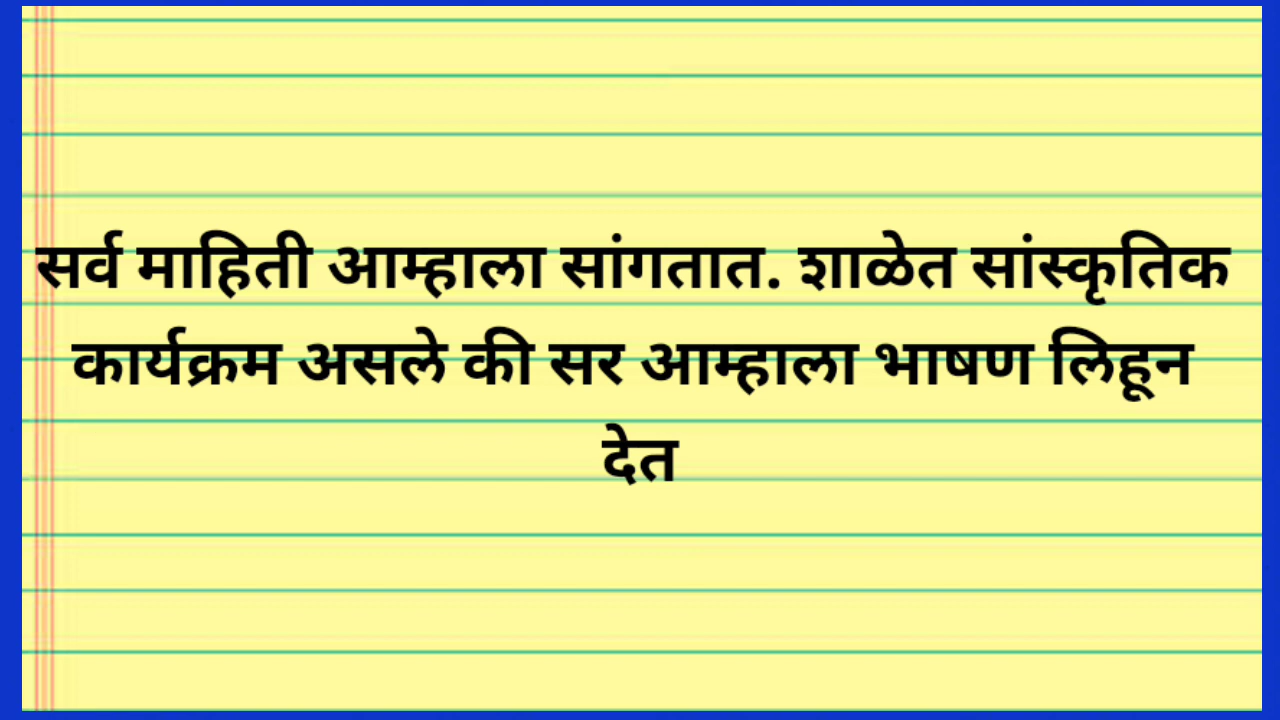 सर्व माहिती आम्हाला सांगतात. शाळेत सांस्कृतिक
कार्यक्रम असले की सर आम्हाला भाषण लिहून
देत